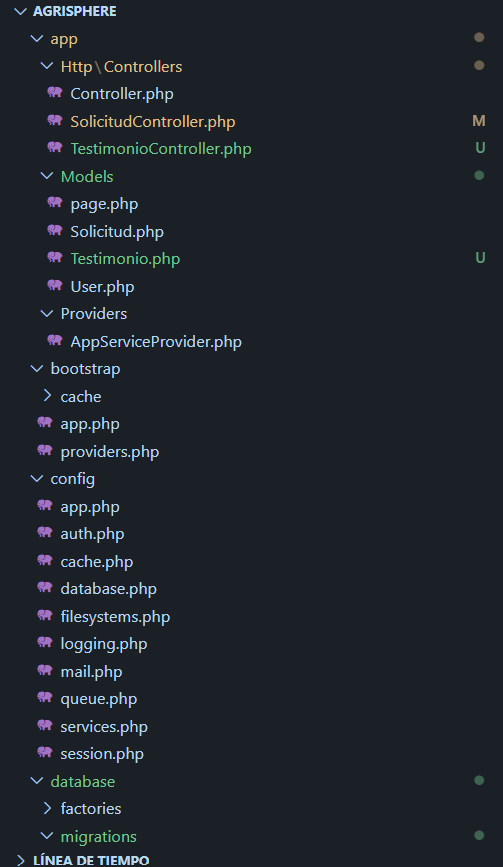 AGRISPHERE
app
Http\Controllers
Controller.php
SolicitudController.php M
TestimonioController.php U
Models
page.php
Solicitud.php
Testimonio.php U
User.php
Providers
AppServiceProvider.php
bootstrap
cache
app.php
providers.php
config
app.php
auth.php
cache.php
database.php
filesystems.php
logging.php
mail.php
queue.php
services.php
session.php
database
factories
migrations
LÍNEA DE TIEMPO